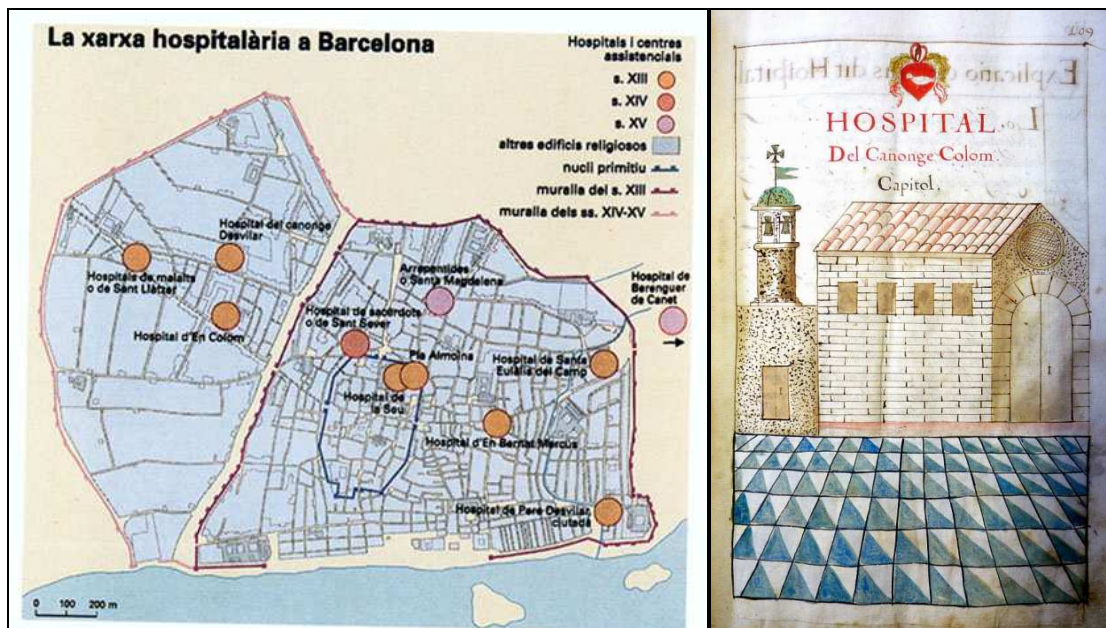 La xarxa hospitalària a Barcelona
Hospitals i centres
assistencials
s. XIII
s. XIV
s. XV
altres edificis religiosos
nucli primitiu
muralla del s. XIII
muralla dels ss. XIV-XV
Hospital del canonge
Desvilar
Hospitals de malalts
o de Sant Llàtzer
Hospital d'En Colom
Arrepentides
o Santa Magdalena
Hospital de
Berenguer
de Canet
Hospital de sacerdots
o de Sant Sever
Pia Almoina
Hospital de
la Seu
Hospital de Santa
Eulàlia del Camp
Hospital d'En Bernat Marcús
Hospital de Pere Desvilar,
ciutadà
0 100 200 m
HOSPITAL
Del Canonge Colom.
Capitol.